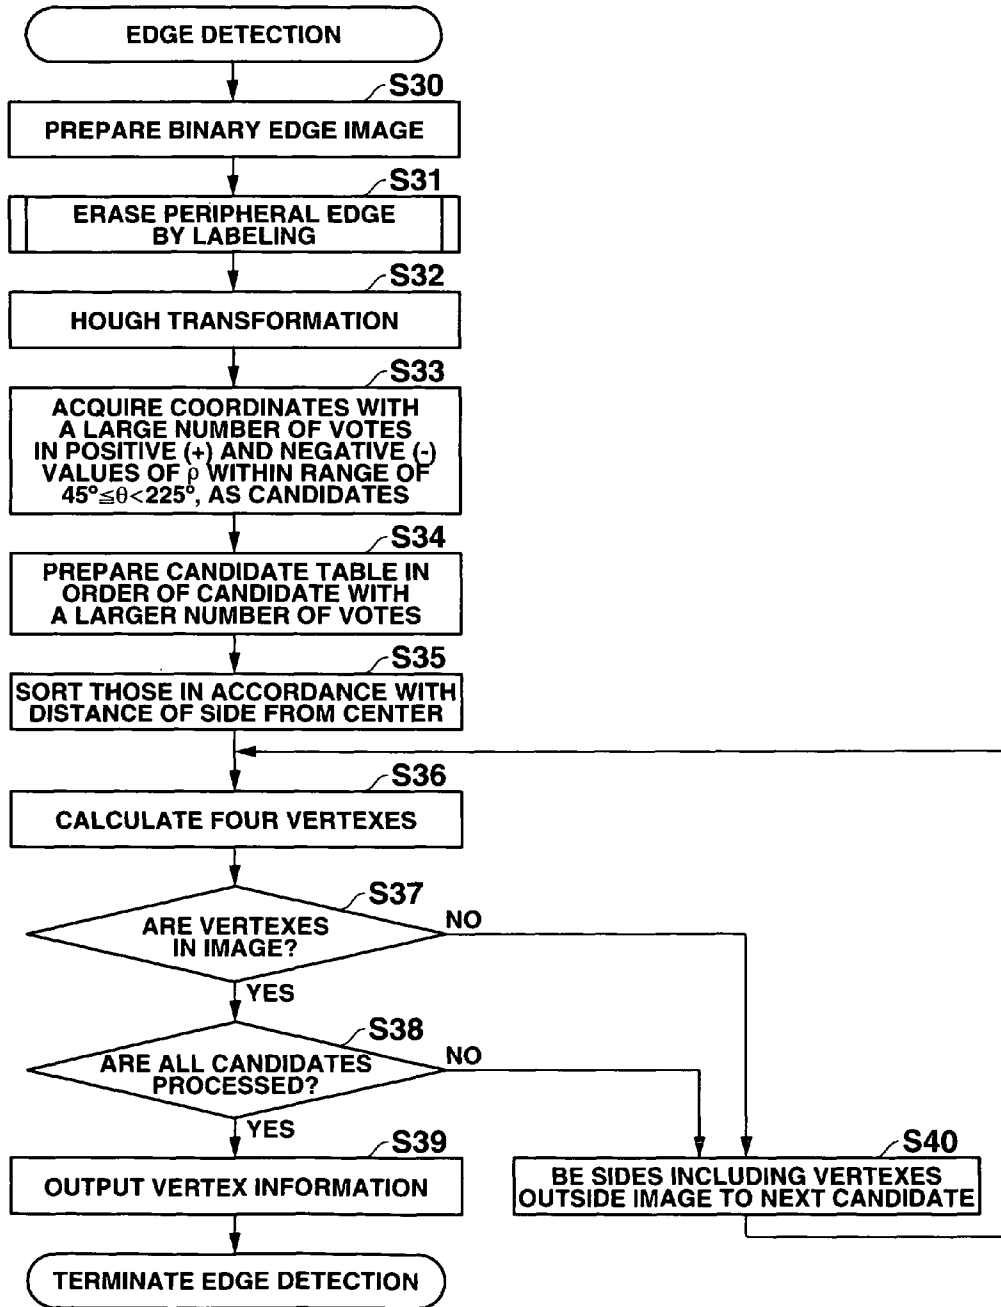 EDGE DETECTION
S30
PREPARE BINARY EDGE IMAGE
S31
ERASE PERIPHERAL EDGE
BY LABELING
S32
HOUGH TRANSFORMATION
S33
ACQUIRE COORDINATES WITH
A LARGE NUMBER OF VOTES
IN POSITIVE (+) AND NEGATIVE (-)
VALUES OF ρ WITHIN RANGE OF
45°≦θ<225°, AS CANDIDATES
S34
PREPARE CANDIDATE TABLE IN
ORDER OF CANDIDATE WITH
A LARGER NUMBER OF VOTES
S35
SORT THOSE IN ACCORDANCE WITH
DISTANCE OF SIDE FROM CENTER
S36
CALCULATE FOUR VERTEXES
S37
ARE VERTEXES
IN IMAGE?
NO
YES
S38
ARE ALL CANDIDATES
PROCESSED?
NO
YES
S39
OUTPUT VERTEX INFORMATION
S40
BE SIDES INCLUDING VERTEXES
OUTSIDE IMAGE TO NEXT CANDIDATE
TERMINATE EDGE DETECTION